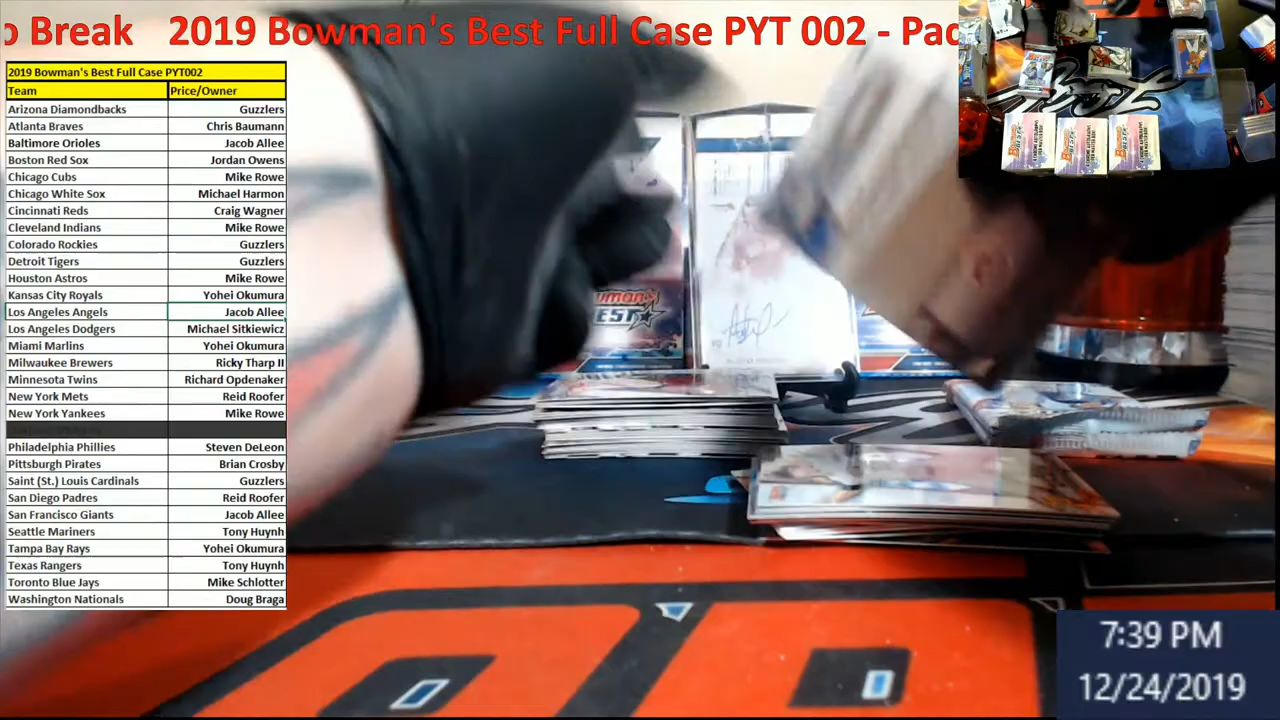 o Break 2019 Bowman's Best Full Case PYT 002 - Pac
2019 Bowman's Best Full Case PYT002
Team Price/Owner
Arizona Diamondbacks Guzzlers
Atlanta Braves Chris Baumann
Baltimore Orioles Jacob Allee
Boston Red Sox Jordan Owens
Chicago Cubs Mike Rowe
Chicago White Sox Michael Harmon
Cincinnati Reds Craig Wagner
Cleveland Indians Mike Rowe
Colorado Rockies Guzzlers
Detroit Tigers Guzzlers
Houston Astros Mike Rowe
Kansas City Royals Yohei Okumura
Los Angeles Angels Jacob Allee
Los Angeles Dodgers Michael Sitkiewicz
Miami Marlins Yohei Okumura
Milwaukee Brewers Ricky Tharp II
Minnesota Twins Richard Opdenaker
New York Mets Reid Roofer
New York Yankees Mike Rowe
Philadelphia Phillies Steven DeLeon
Pittsburgh Pirates Brian Crosby
Saint (St.) Louis Cardinals Guzzlers
San Diego Padres Reid Roofer
San Francisco Giants Jacob Allee
Seattle Mariners Tony Huynh
Tampa Bay Rays Yohei Okumura
Texas Rangers Tony Huynh
Toronto Blue Jays Mike Schlotter
Washington Nationals Doug Braga
7:39 PM
12/24/2019